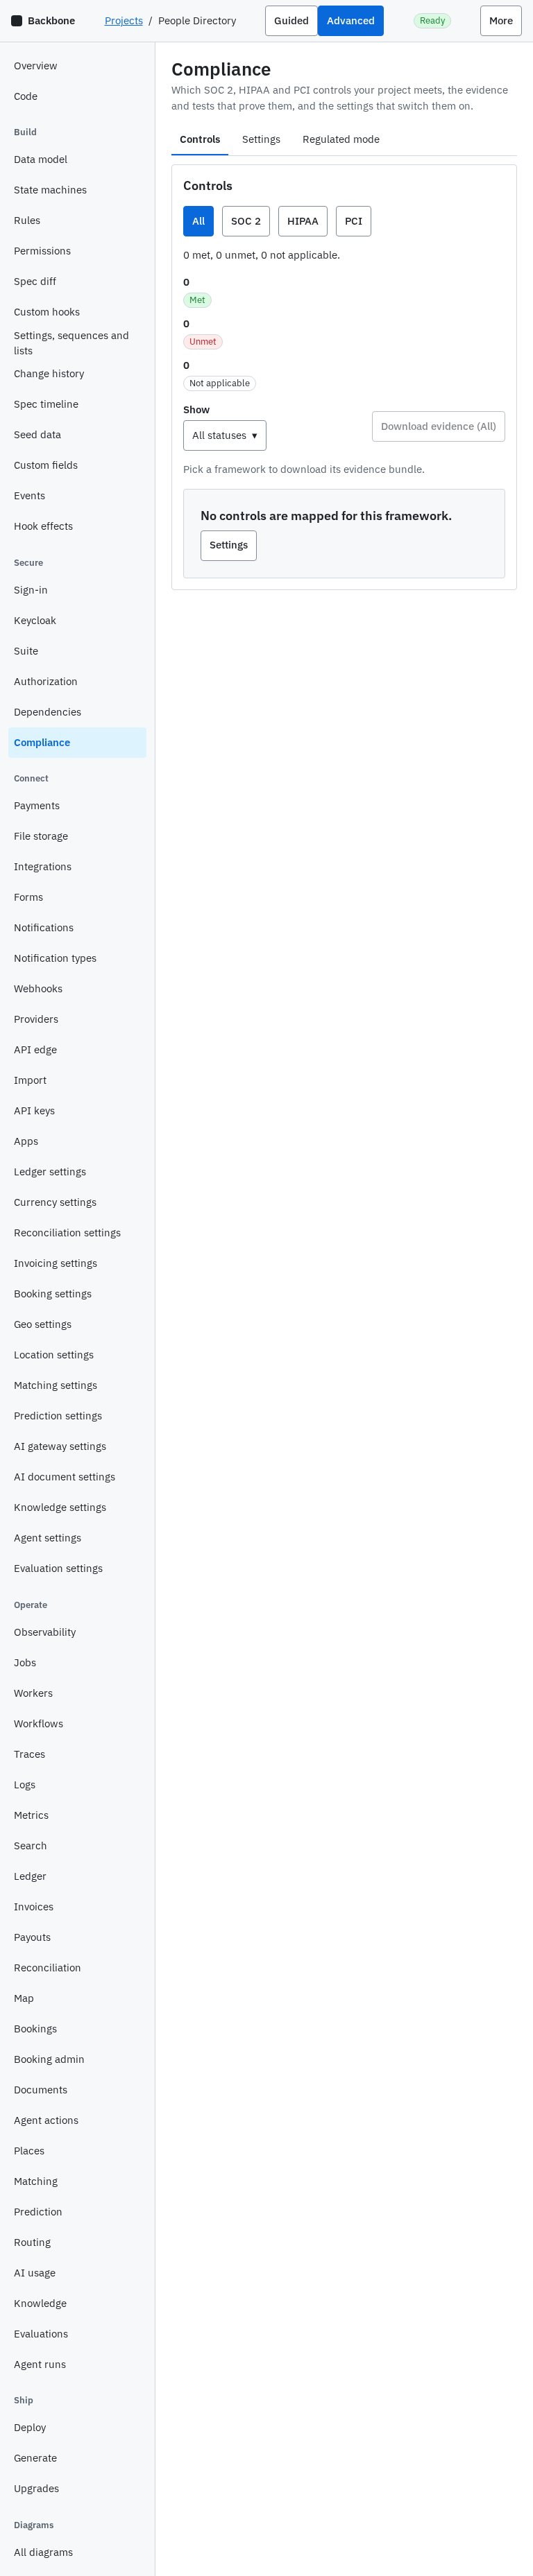 Backbone
Projects / People Directory
Guided
Advanced
Ready
More
Overview
Code
Build
Data model
State machines
Rules
Permissions
Spec diff
Custom hooks
Settings, sequences and
lists
Change history
Spec timeline
Seed data
Custom fields
Events
Hook effects
Secure
Sign-in
Keycloak
Suite
Authorization
Dependencies
Compliance
Connect
Payments
File storage
Integrations
Forms
Notifications
Notification types
Webhooks
Providers
API edge
Import
API keys
Apps
Ledger settings
Currency settings
Reconciliation settings
Invoicing settings
Booking settings
Geo settings
Location settings
Matching settings
Prediction settings
AI gateway settings
AI document settings
Knowledge settings
Agent settings
Evaluation settings
Operate
Observability
Jobs
Workers
Workflows
Traces
Logs
Metrics
Search
Ledger
Invoices
Payouts
Reconciliation
Map
Bookings
Booking admin
Documents
Agent actions
Places
Matching
Prediction
Routing
AI usage
Knowledge
Evaluations
Agent runs
Ship
Deploy
Generate
Upgrades
Diagrams
All diagrams
Compliance
Which SOC 2, HIPAA and PCI controls your project meets, the evidence
and tests that prove them, and the settings that switch them on.
Controls
Settings
Regulated mode
Controls
All
SOC 2
HIPAA
PCI
0 met, 0 unmet, 0 not applicable.
0
Met
0
Unmet
0
Not applicable
Show
All statuses ▾
Download evidence (All)
Pick a framework to download its evidence bundle.
No controls are mapped for this framework.
Settings